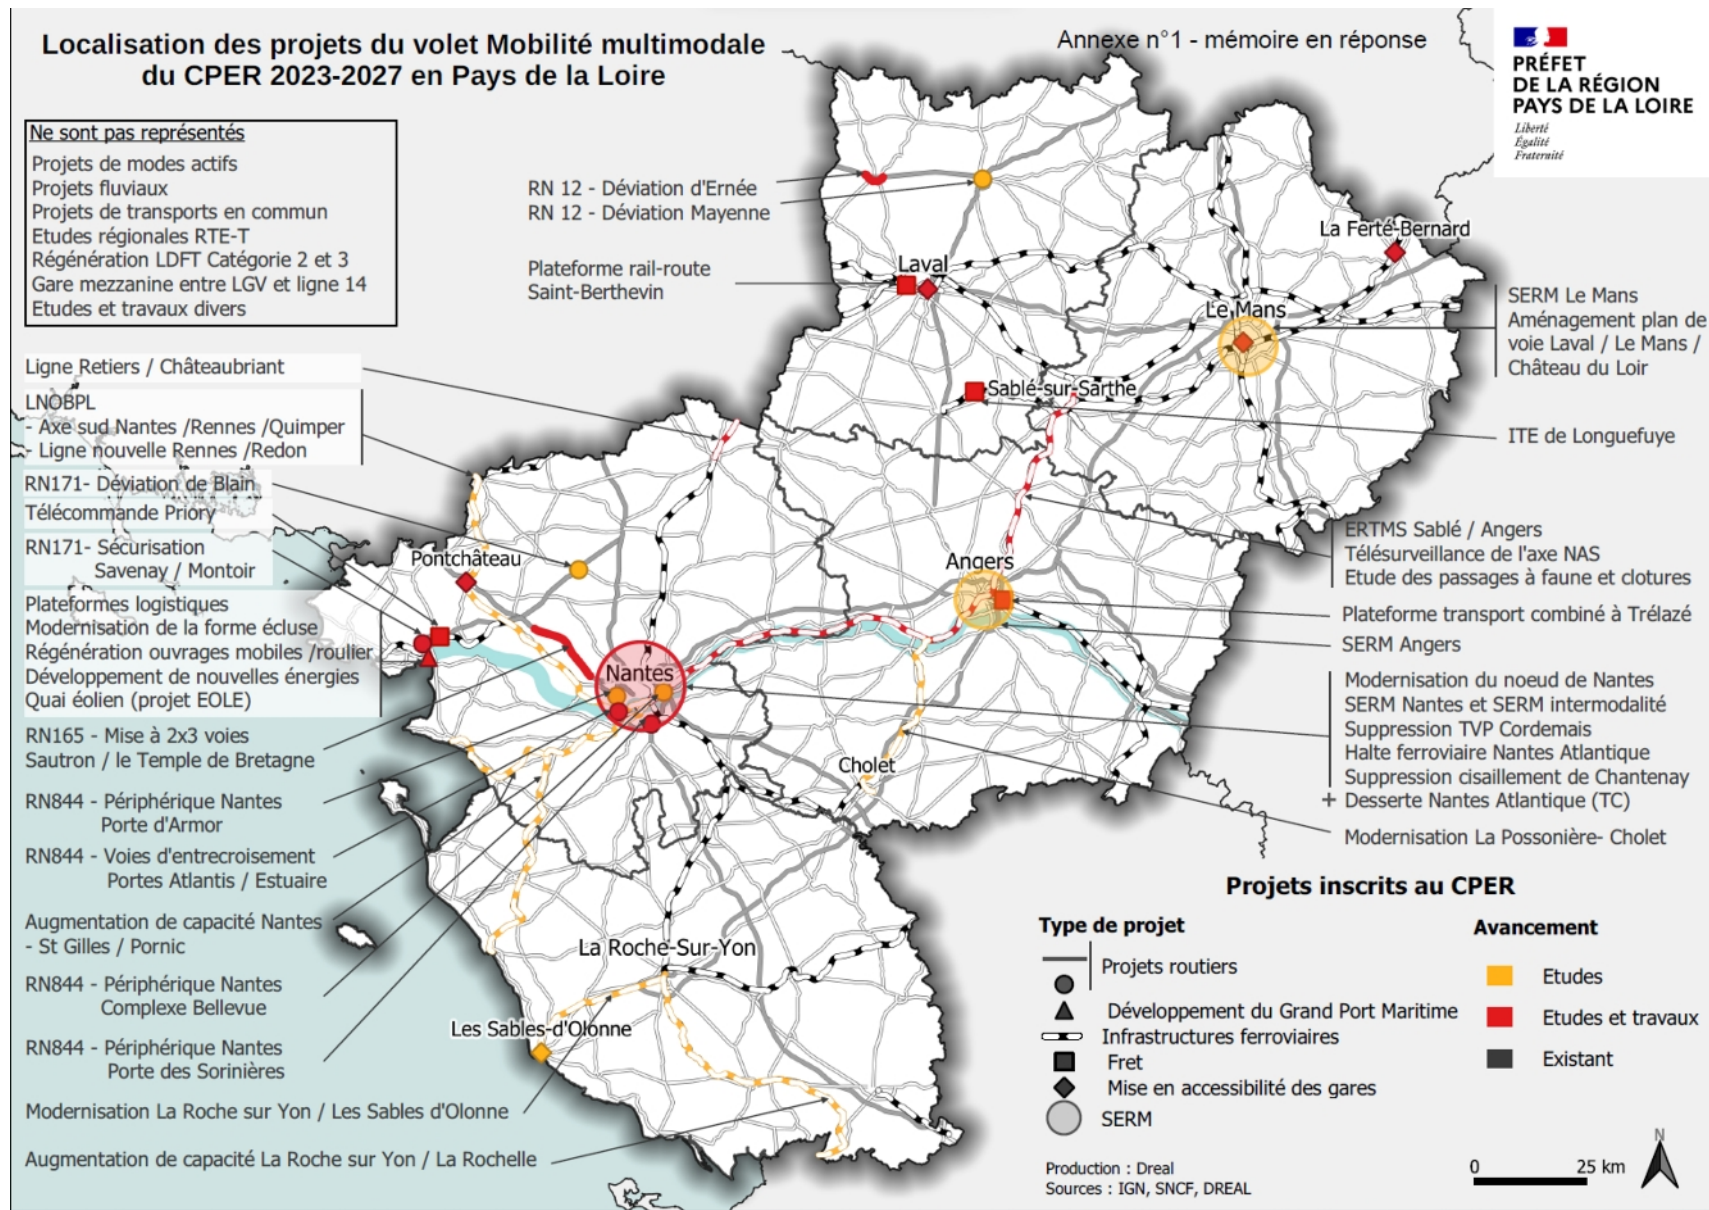 Localisation des projets du volet Mobilité multimodale
du CPER 2023-2027 en Pays de la Loire
Annexe n°1 - mémoire en réponse
PRÉFET
DE LA RÉGION
PAYS DE LA LOIRE
Liberté
Égalité
Fraternité
Ne sont pas représentés
Projets de modes actifs
Projets fluviaux
Projets de transports en commun
Etudes régionales RTE-T
Régénération LDFT Catégorie 2 et 3
Gare mezzanine entre LGV et ligne 14
Etudes et travaux divers
RN 12 - Déviation d'Ernée
RN 12 - Déviation Mayenne
Plateforme rail-route
Saint-Berthevin
Ligne Retiers / Châteaubriant
LNOBPL
- Axe sud Nantes /Rennes /Quimper
- Ligne nouvelle Rennes /Redon
RN171- Déviation de Blain
Télécommande Priory
RN171- Sécurisation
Savenay / Montoir
Plateformes logistiques
Modernisation de la forme écluse
Régénération ouvrages mobiles /roulier
Développement de nouvelles énergies
Quai éolien (projet EOLE)
RN165 - Mise à 2x3 voies
Sautron / le Temple de Bretagne
RN844 - Périphérique Nantes
Porte d'Armor
RN844 - Voies d'entrecroisement
Portes Atlantis / Estuaire
Augmentation de capacité Nantes
- St Gilles / Pornic
RN844 - Périphérique Nantes
Complexe Bellevue
RN844 - Périphérique Nantes
Porte des Sorinières
Modernisation La Roche sur Yon / Les Sables d'Olonne
Augmentation de capacité La Roche sur Yon / La Rochelle
La Ferté-Bernard
Laval
Le Mans
Sablé-sur-Sarthe
Pontchâteau
Angers
Nantes
Cholet
La Roche-Sur-Yon
Les Sables-d'Olonne
SERM Le Mans
Aménagement plan de
voie Laval / Le Mans /
Château du Loir
ITE de Longuefuye
ERTMS Sablé / Angers
Télésurveillance de l'axe NAS
Etude des passages à faune et clotures
Plateforme transport combiné à Trélazé
SERM Angers
Modernisation du noeud de Nantes
SERM Nantes et SERM intermodalité
Suppression TVP Cordemais
Halte ferroviaire Nantes Atlantique
Suppression cisaillement de Chantenay
+ Desserte Nantes Atlantique (TC)
Modernisation La Possonière- Cholet
Projets inscrits au CPER
Type de projet
Projets routiers
Développement du Grand Port Maritime
Infrastructures ferroviaires
Fret
Mise en accessibilité des gares
SERM
Avancement
Etudes
Etudes et travaux
Existant
Production : Dreal
Sources : IGN, SNCF, DREAL
0 25 km
N